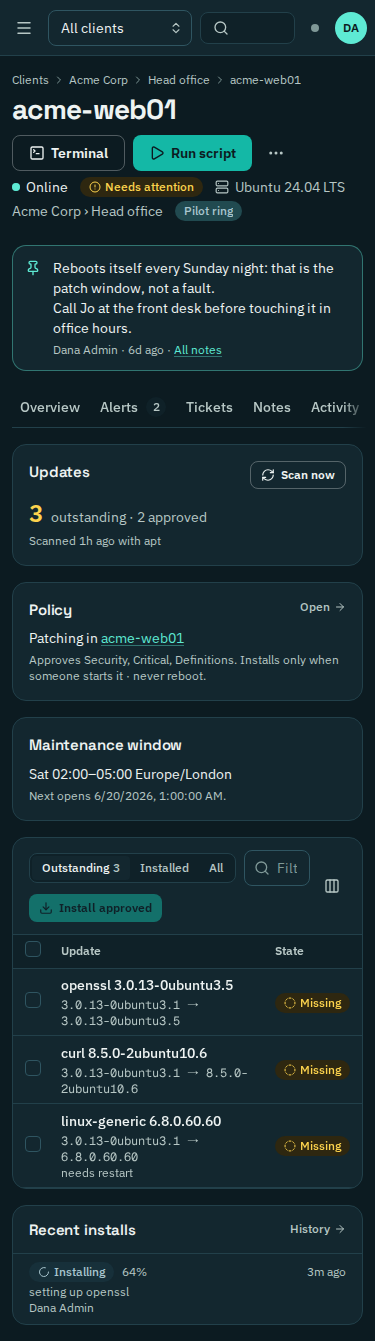 All clients
DA
Clients > Acme Corp > Head office > acme-web01
acme-web01
Terminal
Run script
Online
Needs attention
Ubuntu 24.04 LTS
Acme Corp › Head office
Pilot ring
Reboots itself every Sunday night: that is the
patch window, not a fault.
Call Jo at the front desk before touching it in
office hours.
Dana Admin · 6d ago · All notes
Overview
Alerts 2
Tickets
Notes
Activity
Updates
Scan now
3 outstanding · 2 approved
Scanned 1h ago with apt
Policy
Open →
Patching in acme-web01
Approves Security, Critical, Definitions. Installs only when
someone starts it · never reboot.
Maintenance window
Sat 02:00–05:00 Europe/London
Next opens 6/20/2026, 1:00:00 AM.
Outstanding 3
Installed
All
Filt
Install approved
Update
State
openssl 3.0.13-0ubuntu3.5
3.0.13-0ubuntu3.1 →
3.0.13-0ubuntu3.5
Missing
curl 8.5.0-2ubuntu10.6
3.0.13-0ubuntu3.1 → 8.5.0-
2ubuntu10.6
Missing
linux-generic 6.8.0.60.60
3.0.13-0ubuntu3.1 →
6.8.0.60.60
needs restart
Missing
Recent installs
History →
Installing
64%
3m ago
setting up openssl
Dana Admin